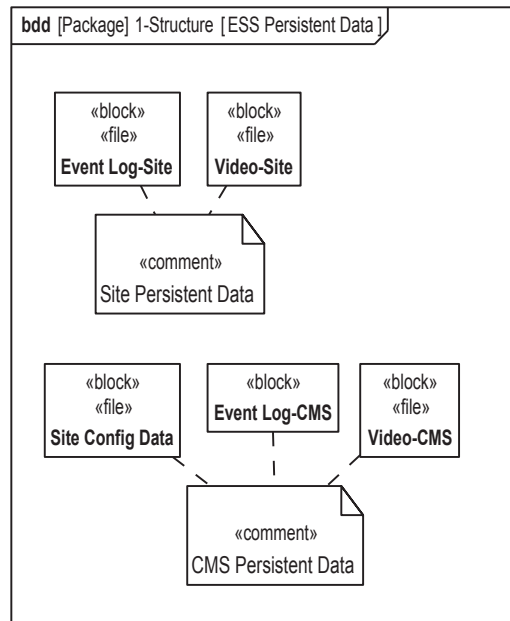 bdd [Package] 1-Structure [ESS Persistent Data]
«block»
«file»
Event Log-Site
«block»
«file»
Video-Site
«comment»
Site Persistent Data
«block»
«file»
Site Config Data
«block»
Event Log-CMS
«block»
«file»
Video-CMS
«comment»
CMS Persistent Data